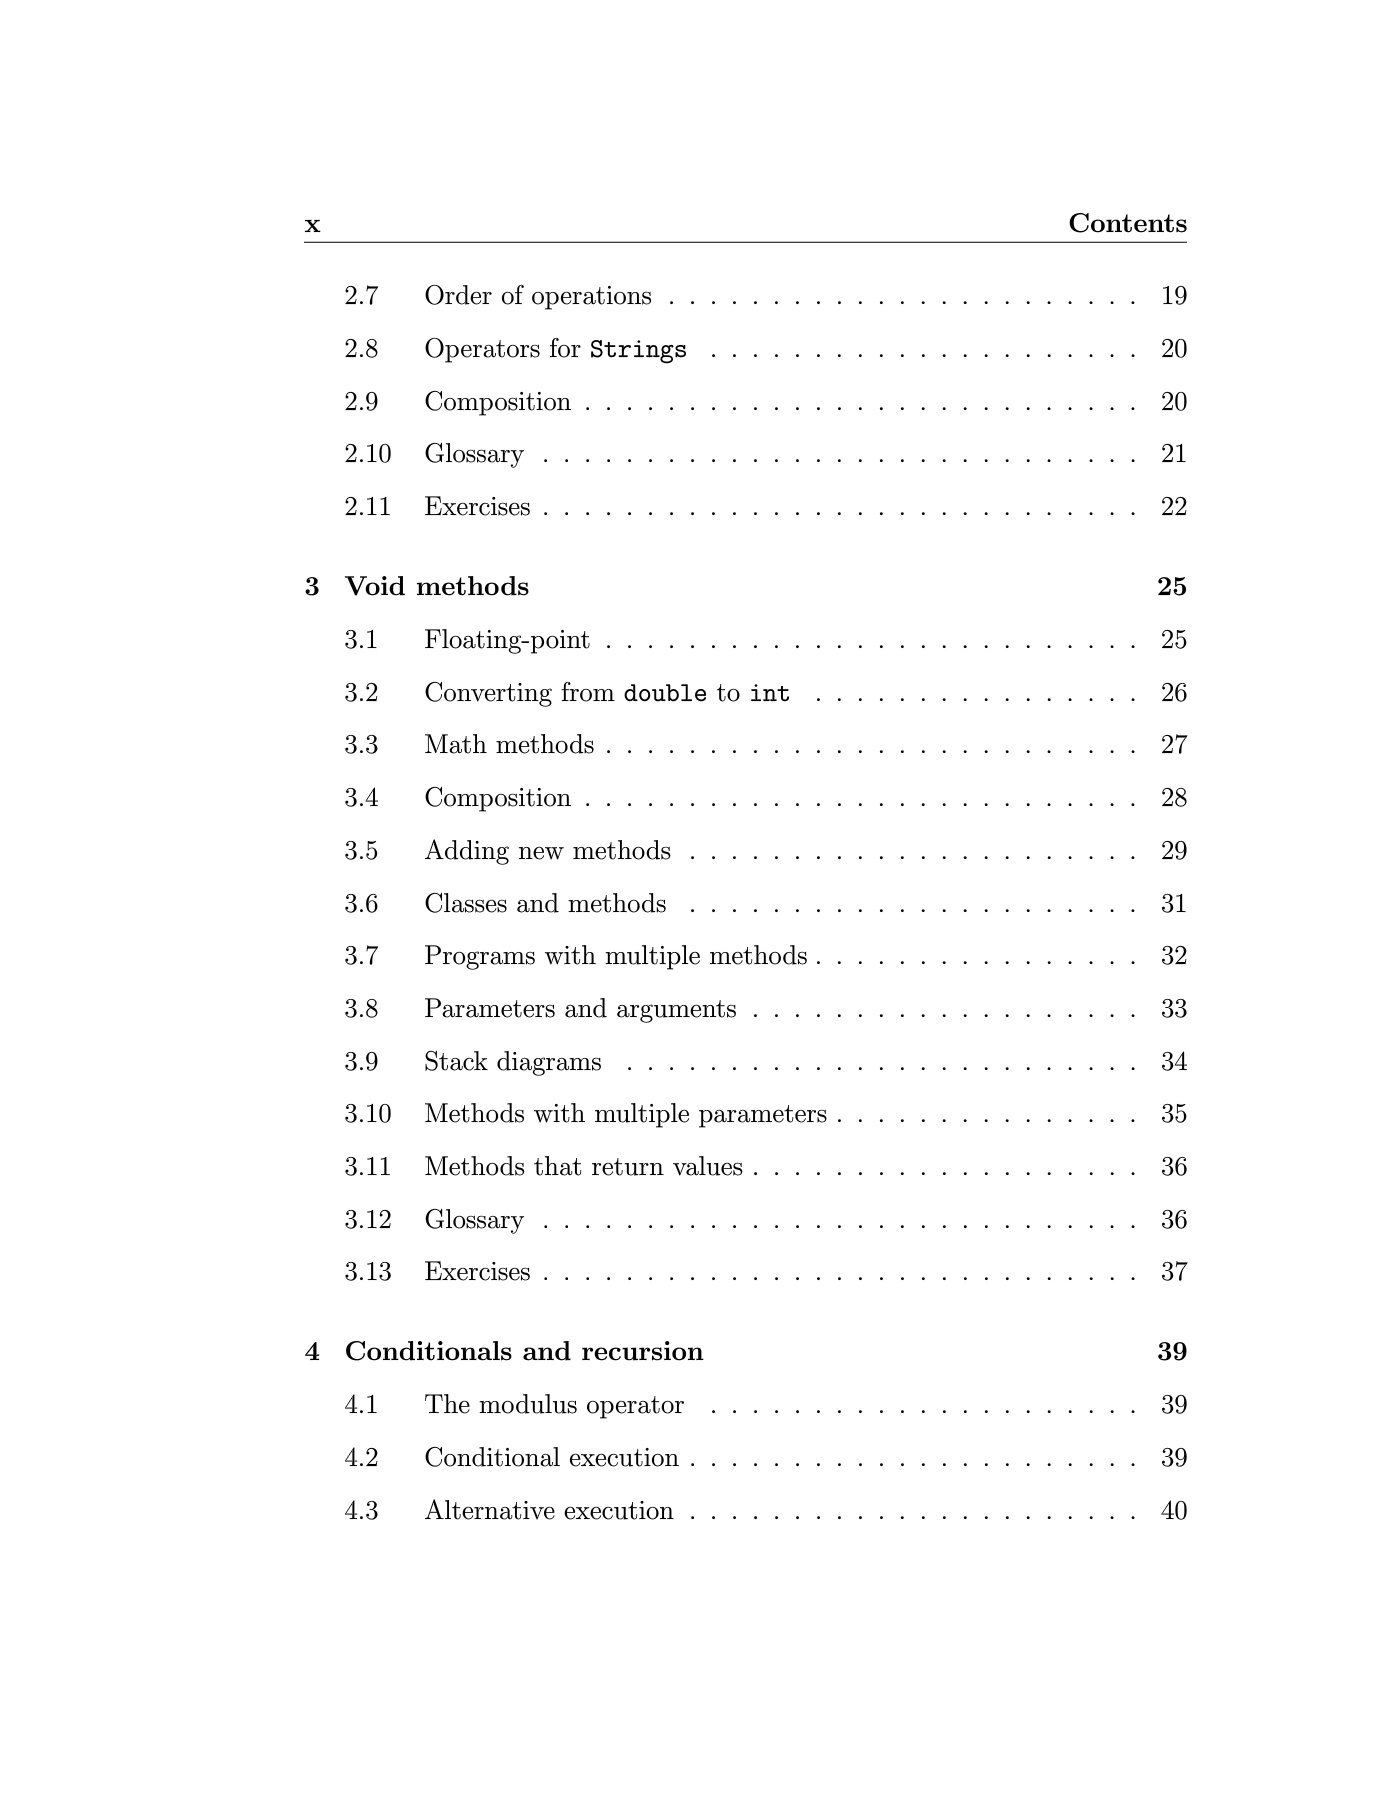 x Contents
2.7 Order of operations . . . . . . . . . . . . . . . . . . . . . . . 19
2.8 Operators for Strings . . . . . . . . . . . . . . . . . . . . . 20
2.9 Composition . . . . . . . . . . . . . . . . . . . . . . . . . . . 20
2.10 Glossary . . . . . . . . . . . . . . . . . . . . . . . . . . . . . 21
2.11 Exercises . . . . . . . . . . . . . . . . . . . . . . . . . . . . . 22
3 Void methods 25
3.1 Floating-point . . . . . . . . . . . . . . . . . . . . . . . . . . 25
3.2 Converting from double to int . . . . . . . . . . . . . . . . 26
3.3 Math methods . . . . . . . . . . . . . . . . . . . . . . . . . . 27
3.4 Composition . . . . . . . . . . . . . . . . . . . . . . . . . . . 28
3.5 Adding new methods . . . . . . . . . . . . . . . . . . . . . . 29
3.6 Classes and methods . . . . . . . . . . . . . . . . . . . . . . 31
3.7 Programs with multiple methods . . . . . . . . . . . . . . . . 32
3.8 Parameters and arguments . . . . . . . . . . . . . . . . . . . 33
3.9 Stack diagrams . . . . . . . . . . . . . . . . . . . . . . . . . 34
3.10 Methods with multiple parameters . . . . . . . . . . . . . . . 35
3.11 Methods that return values . . . . . . . . . . . . . . . . . . . 36
3.12 Glossary . . . . . . . . . . . . . . . . . . . . . . . . . . . . . 36
3.13 Exercises . . . . . . . . . . . . . . . . . . . . . . . . . . . . . 37
4 Conditionals and recursion 39
4.1 The modulus operator . . . . . . . . . . . . . . . . . . . . . 39
4.2 Conditional execution . . . . . . . . . . . . . . . . . . . . . . 39
4.3 Alternative execution . . . . . . . . . . . . . . . . . . . . . . 40